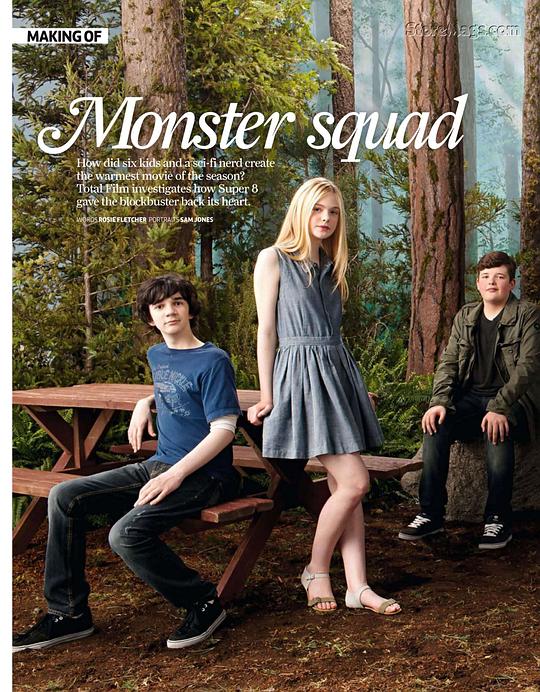 MAKING OF
StoreMags.com
Monster squad
How did six kids and a sci-fi nerd create
the warmest movie of the season?
Total Film investigates how Super 8
gave the blockbuster back its heart.
WORDS ROSIE FLETCHER PORTRAITS SAM JONES